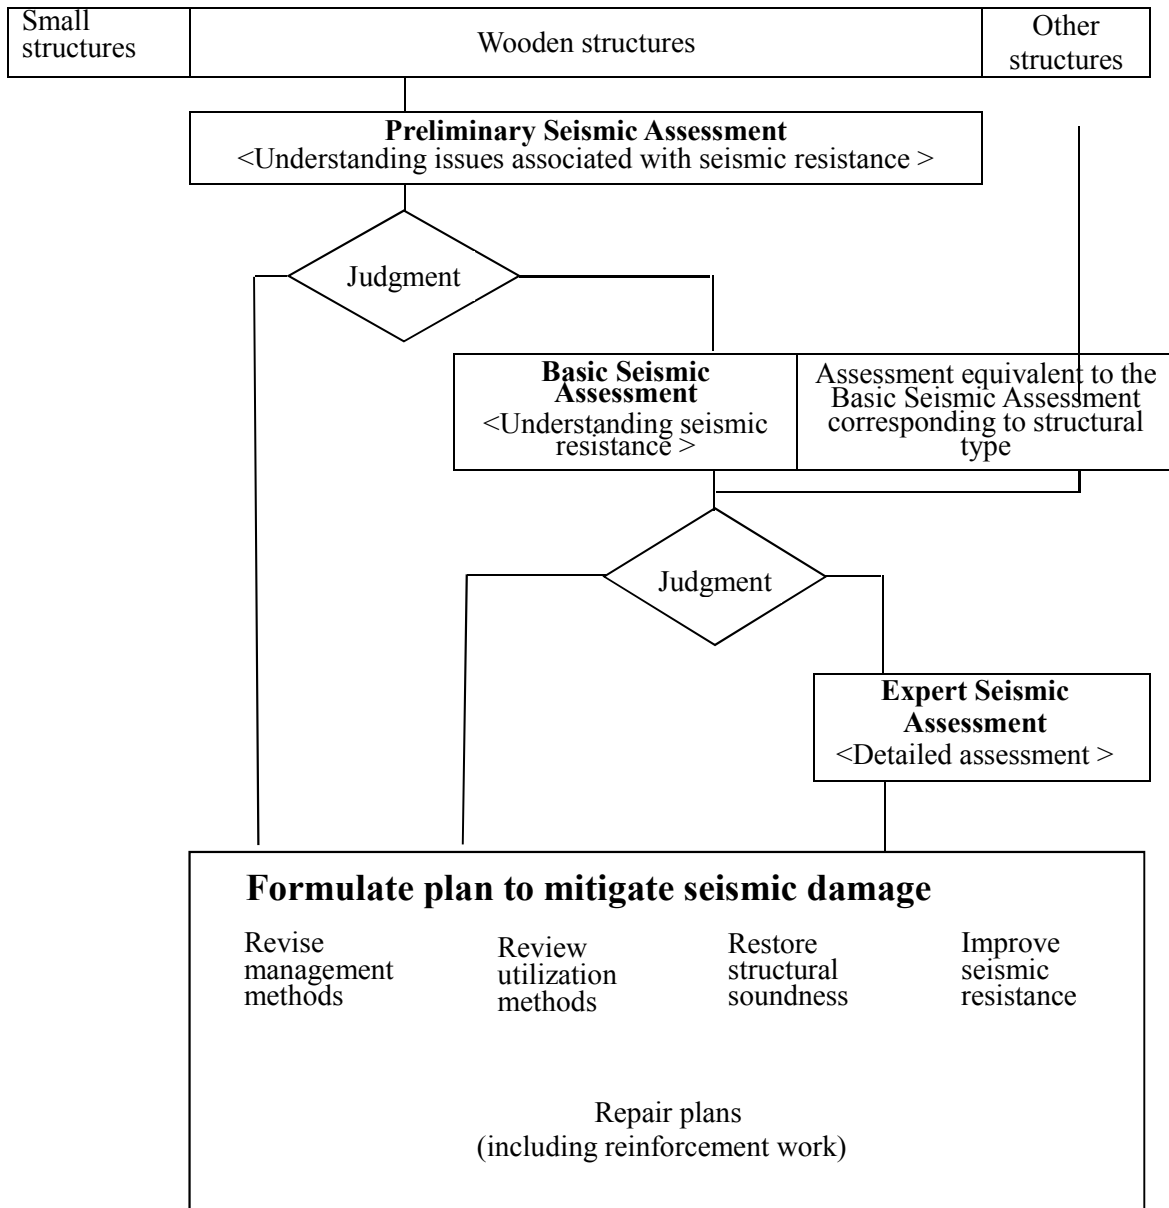 Small
structures
Wooden structures
Other
structures
Preliminary Seismic Assessment
<Understanding issues associated with seismic resistance >
Judgment
Basic Seismic
Assessment
<Understanding seismic
resistance >
Assessment equivalent to the
Basic Seismic Assessment
corresponding to structural
type
Judgment
Expert Seismic
Assessment
<Detailed assessment >
Formulate plan to mitigate seismic damage
Revise
management
methods
Review
utilization
methods
Restore
structural
soundness
Improve
seismic
resistance
Repair plans
(including reinforcement work)